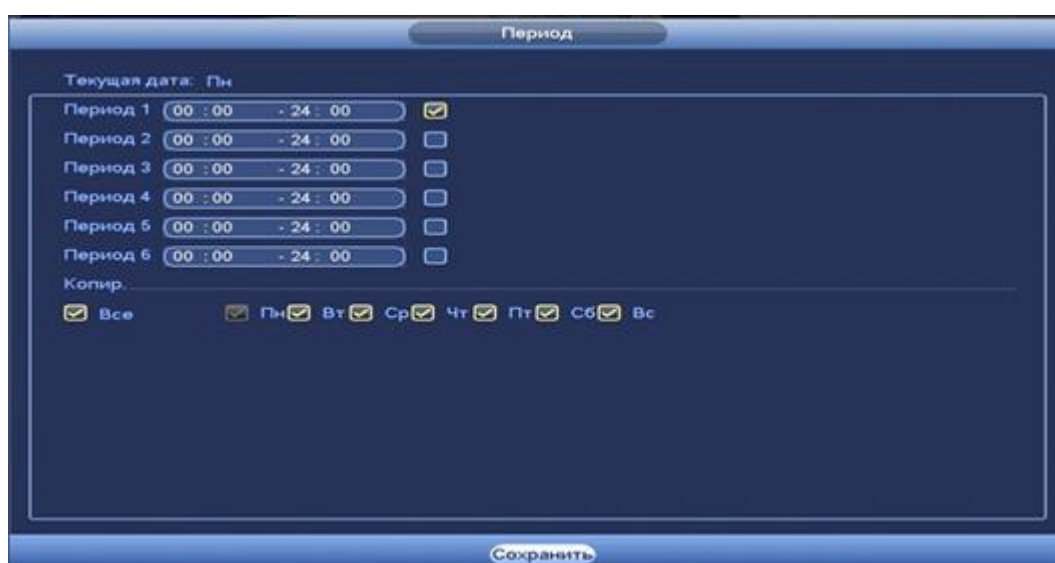 Период
Текущая дата: Пн
Период 1 00 : 00 - 24 : 00
Период 2 00 : 00 - 24 : 00
Период 3 00 : 00 - 24 : 00
Период 4 00 : 00 - 24 : 00
Период 5 00 : 00 - 24 : 00
Период 6 00 : 00 - 24 : 00
Копир.
Все Пн Вт Ср Чт Пт Сб Вс
Сохранить